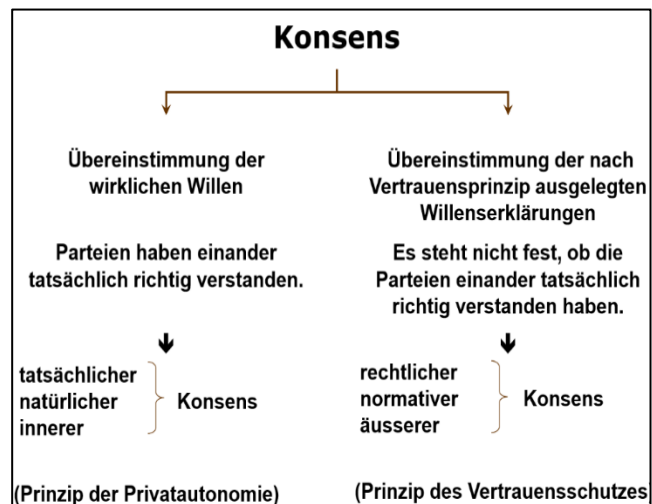 Konsens
Übereinstimmung der
wirklichen Willen
Parteien haben einander
tatsächlich richtig verstanden.
tatsächlicher
natürlicher
innerer
Konsens
(Prinzip der Privatautonomie)
Übereinstimmung der nach
Vertrauensprinzip ausgelegten
Willenserklärungen
Es steht nicht fest, ob die
Parteien einander tatsächlich
richtig verstanden haben.
rechtlicher
normativer
äusserer
Konsens
(Prinzip des Vertrauensschutzes)